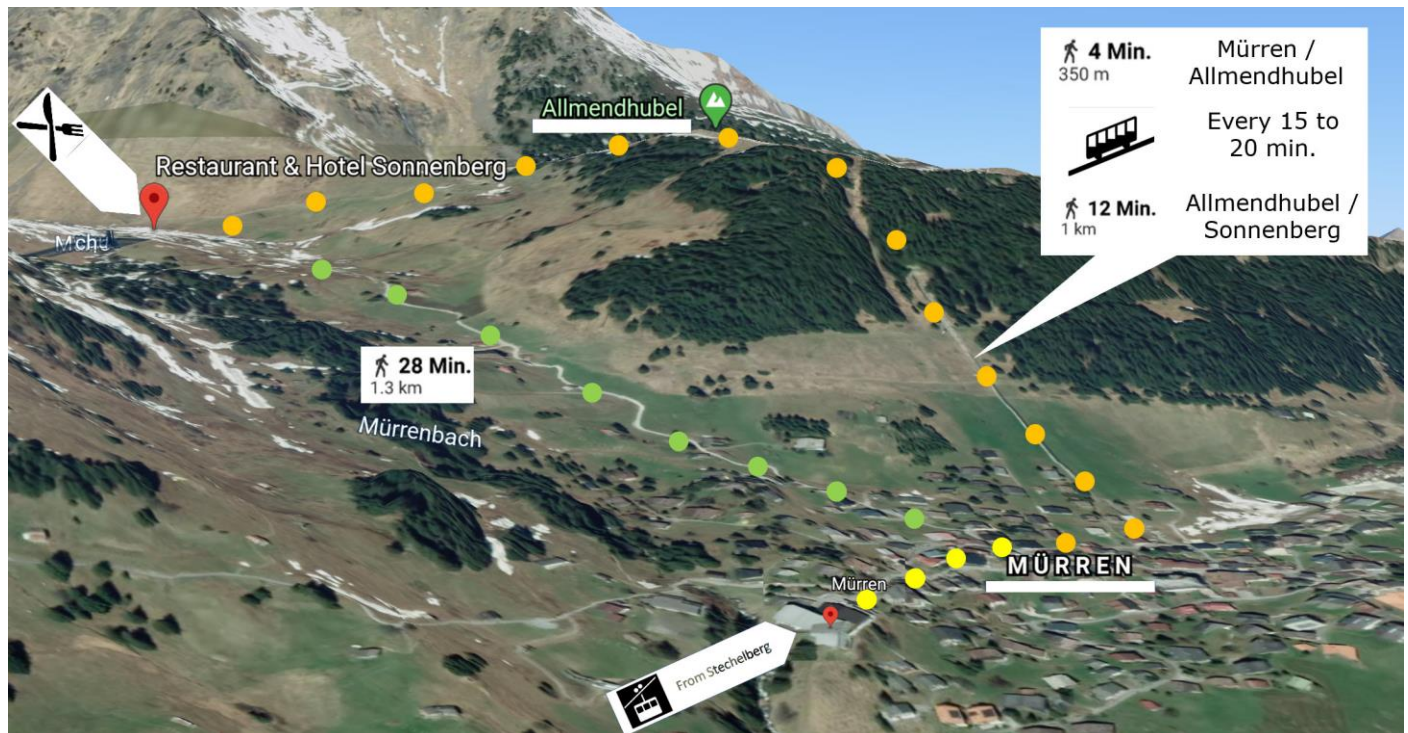 4 Min.
350 m
Mürren /
Allmendhubel
Every 15 to
20 min.
12 Min.
1 km
Allmendhubel /
Sonnenberg
Allmendhubel
Restaurant & Hotel Sonnenberg
28 Min.
1.3 km
Mürrenbach
MÜRREN
Mürren
From Stechelberg